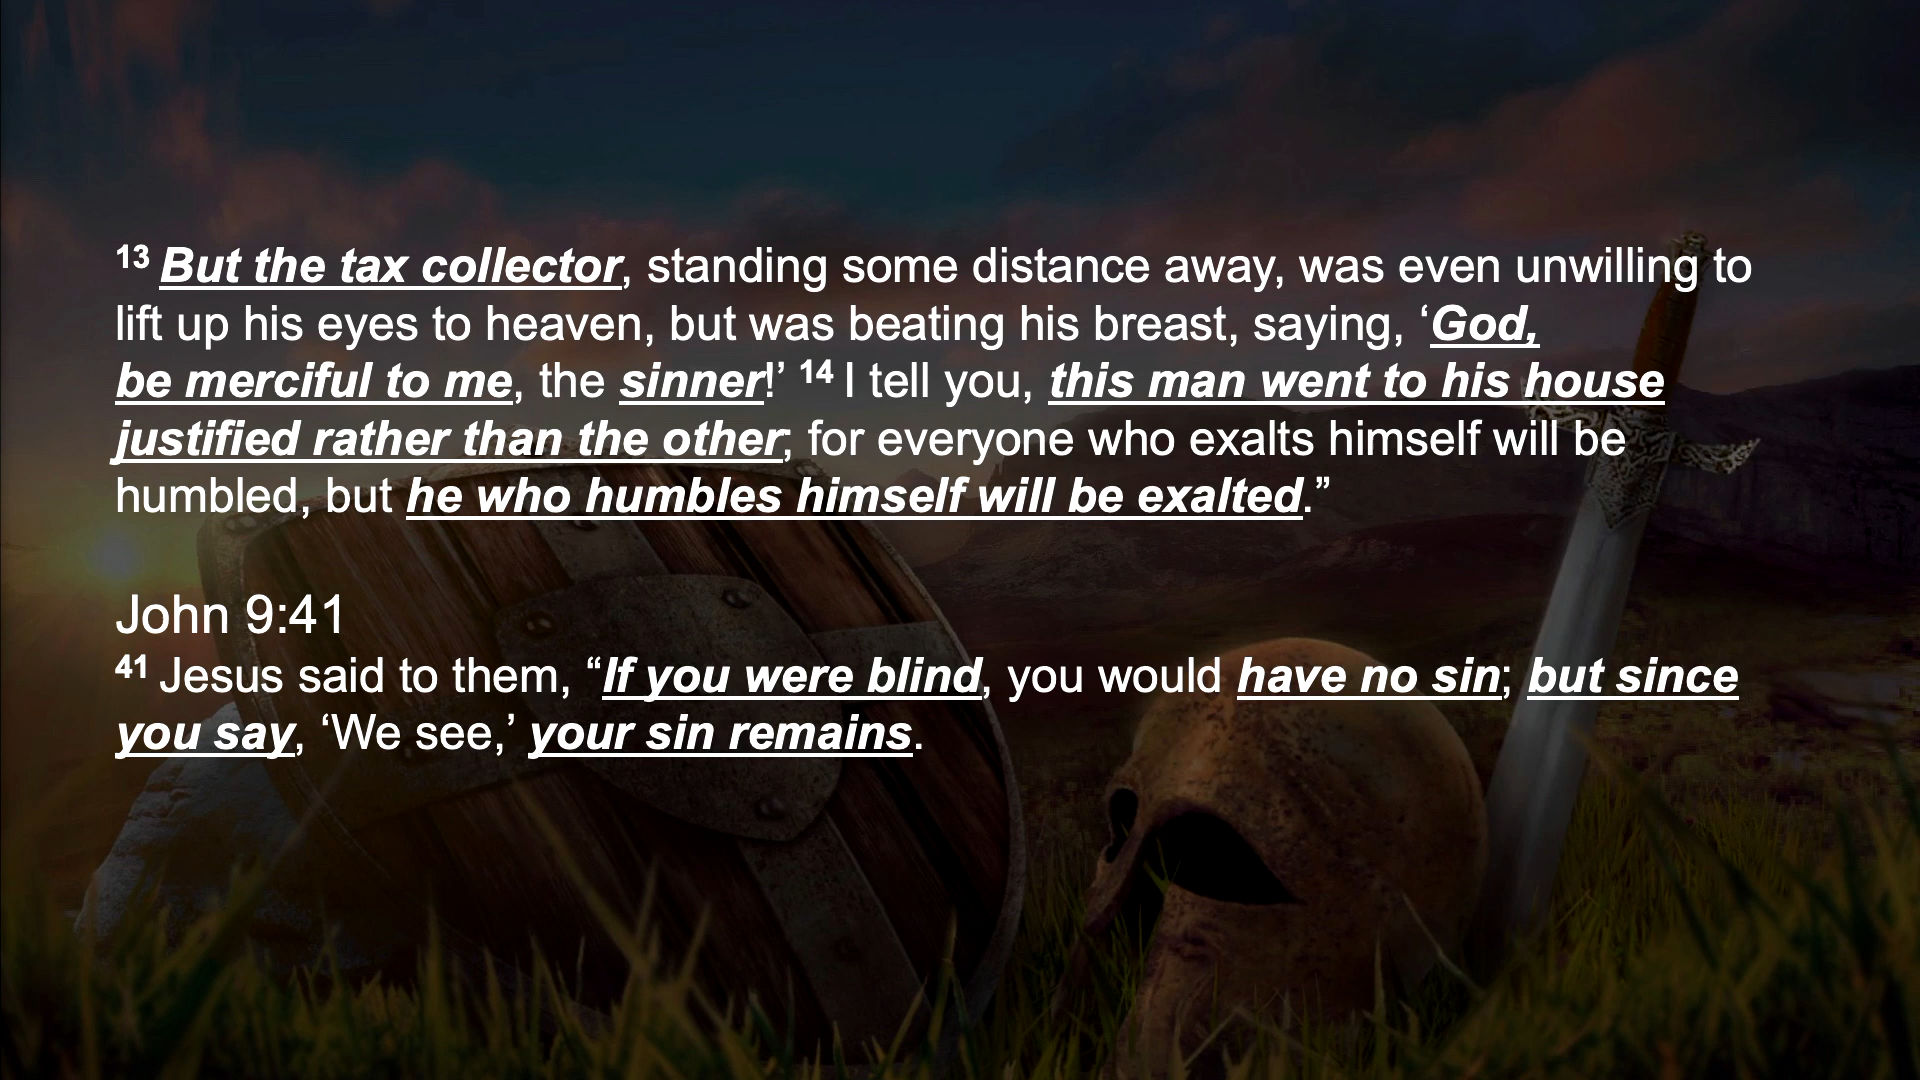 13 But the tax collector, standing some distance away, was even unwilling to
lift up his eyes to heaven, but was beating his breast, saying, ‘God,
be merciful to me, the sinner!’ 14 I tell you, this man went to his house
justified rather than the other; for everyone who exalts himself will be
humbled, but he who humbles himself will be exalted.”
John 9:41
41 Jesus said to them, “If you were blind, you would have no sin; but since
you say, ‘We see,’ your sin remains.